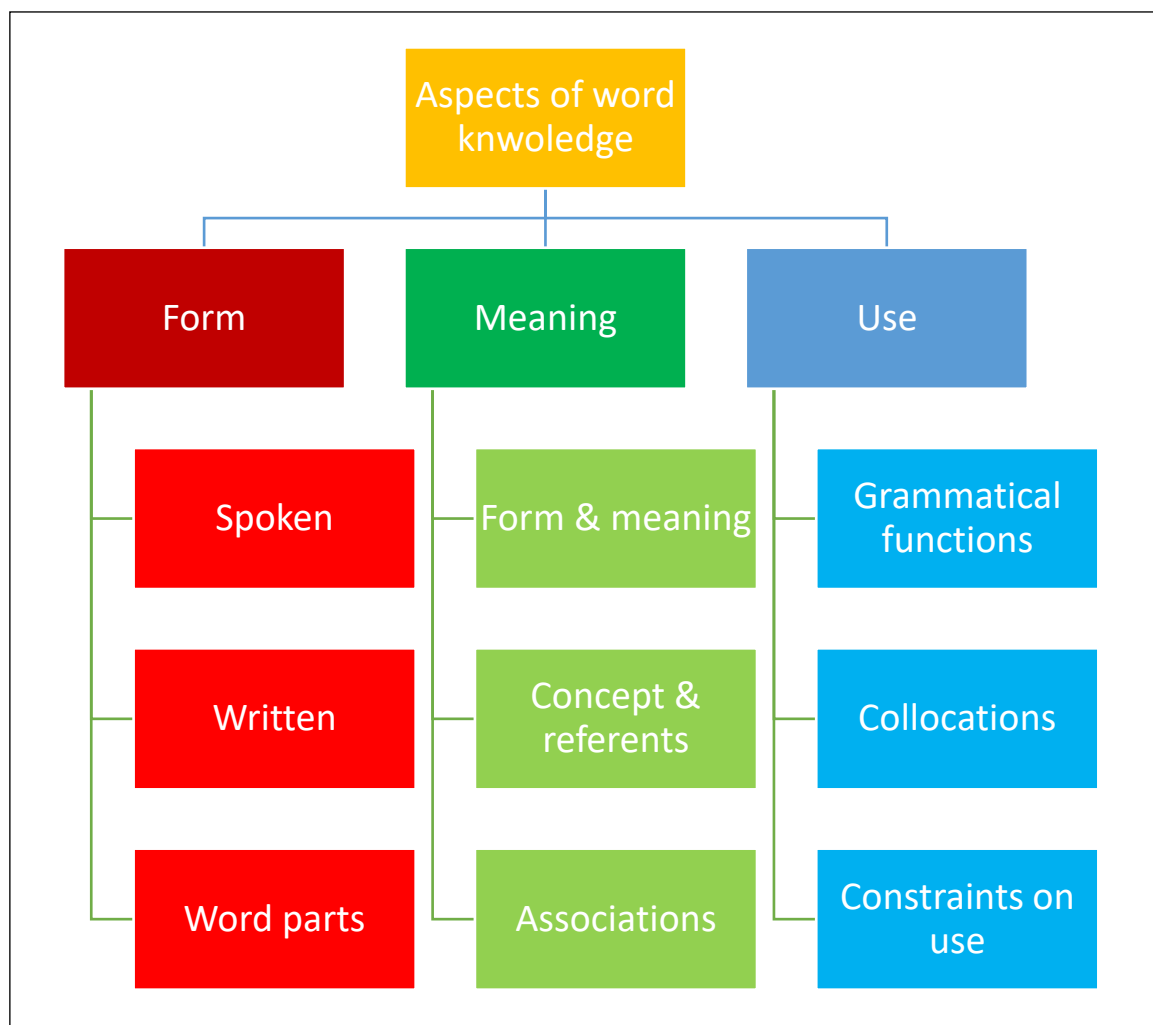 Aspects of word
knwoledge
Form
Meaning
Use
Spoken
Form & meaning
Grammatical
functions
Written
Concept &
referents
Collocations
Word parts
Associations
Constraints on
use